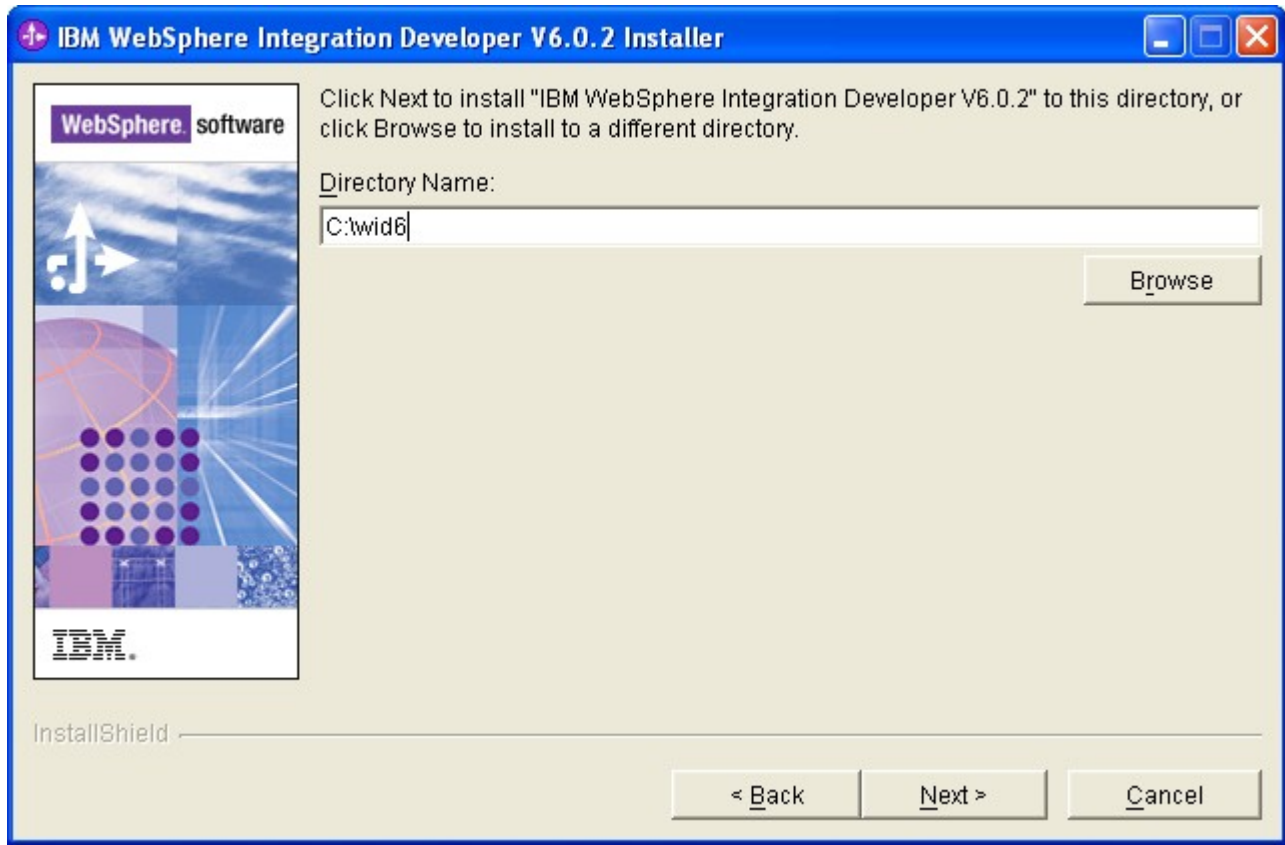 IBM WebSphere Integration Developer V6.0.2 Installer
WebSphere. software
Click Next to install "IBM WebSphere Integration Developer V6.0.2" to this directory, or
click Browse to install to a different directory.
Directory Name:
C:\wid6
Browse
IBM.
InstallShield
< Back
Next >
Cancel